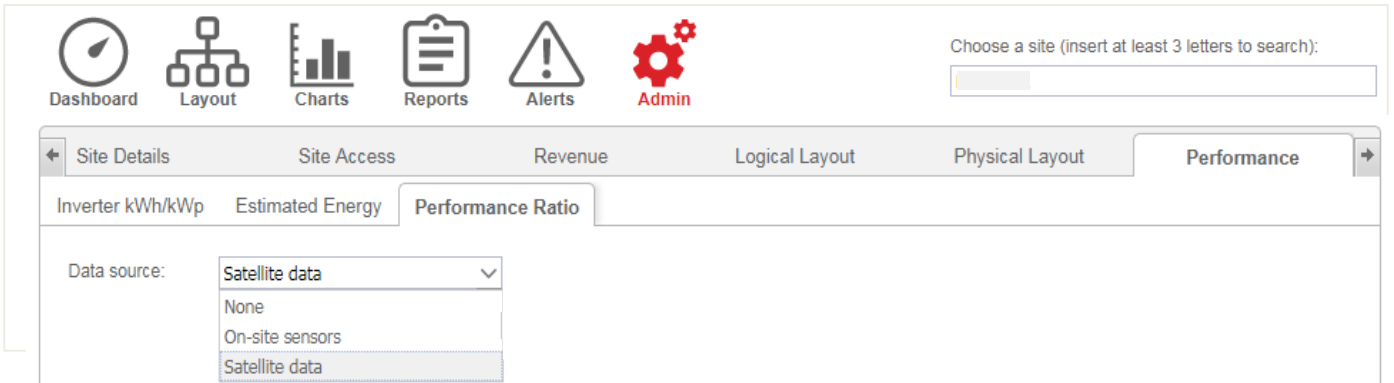 Dashboard Layout Charts Reports Alerts Admin
Choose a site (insert at least 3 letters to search):
Site Details Site Access Revenue Logical Layout Physical Layout Performance
Inverter kWh/kWp Estimated Energy Performance Ratio
Data source: Satellite data
None
On-site sensors
Satellite data